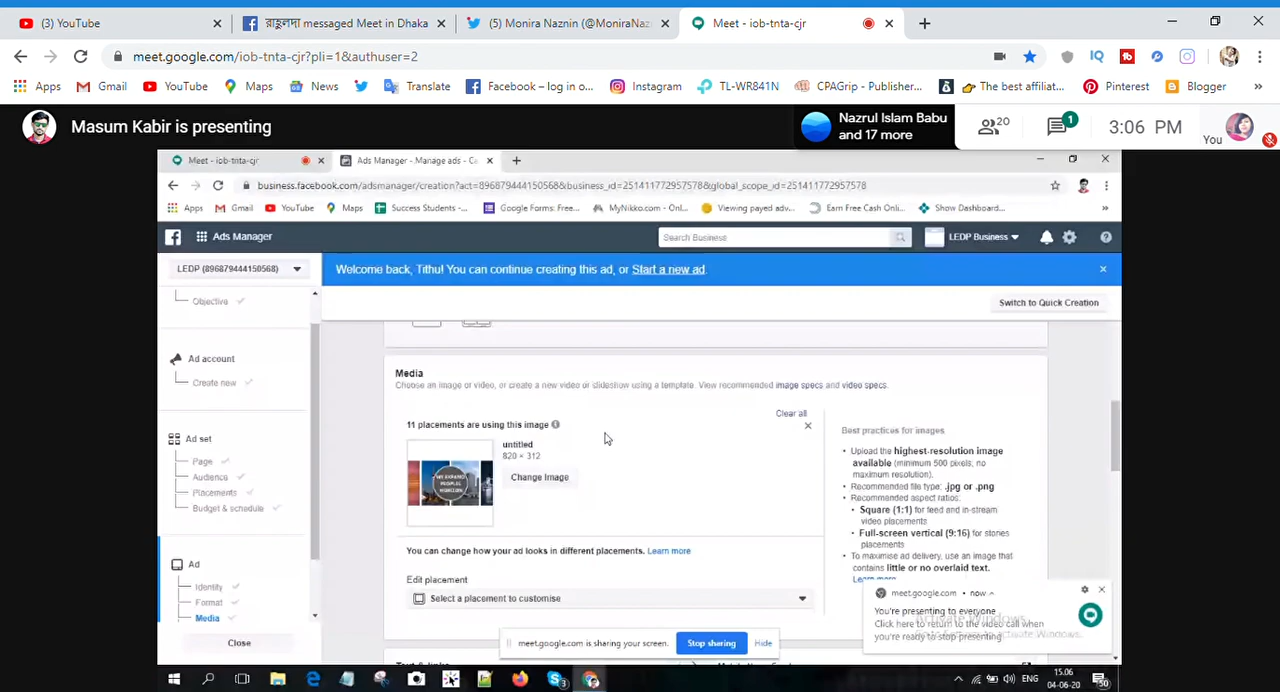 (3) YouTube
রাহুলদা messaged Meet in Dhaka
(5) Monira Naznin (@MoniraNaz
Meet - iob-tnta-cjr
meet.google.com/iob-tnta-cjr?pli=1&authuser=2
Apps
Gmail
YouTube
Maps
News
Translate
Facebook – log in o...
Instagram
TL-WR841N
CPAGrip - Publisher...
The best affiliat...
Pinterest
Blogger
Masum Kabir is presenting
Nazrul Islam Babu
and 17 more
20
1
3:06 PM
You
Meet - iob-tnta-cjr
Ads Manager - Manage ads - Ca
business.facebook.com/adsmanager/creation?act=896879444150568&business_id=251411772957578&global_scope_id=251411772957578
Apps
Gmail
YouTube
Maps
Success Students -...
Google Forms: Free...
MyNikko.com - Onl...
Viewing payed adv...
Earn Free Cash Onli...
Show Dashboard...
Ads Manager
Search Business
LEDP Business
LEDP (896879444150568)
Welcome back, Tithu! You can continue creating this ad, or Start a new ad.
Switch to Quick Creation
Objective
Ad account
Create new
Ad set
Page
Audience
Placements
Budget & schedule
Ad
Identity
Format
Media
Close
Media
Choose an image or video, or create a new video or slideshow using a template. View recommended image specs and video specs.
Clear all
11 placements are using this image
untitled
820 × 312
Change Image
You can change how your ad looks in different placements. Learn more
Edit placement
Select a placement to customise
Best practices for images
• Upload the highest-resolution image
available (minimum 500 pixels; no
maximum resolution).
• Recommended file type: .jpg or .png
• Recommended aspect ratios:
• Square (1:1) for feed and in-stream
video placements
• Full-screen vertical (9:16) for stories
placements
• To maximise ad delivery, use an image that
contains little or no overlaid text.
Learn more
meet.google.com • now
You're presenting to everyone
Click here to return to the video call when
you're ready to stop presenting
Activate Windows
meet.google.com is sharing your screen.
Stop sharing
Hide
ENG
15.06
04-06-20
50